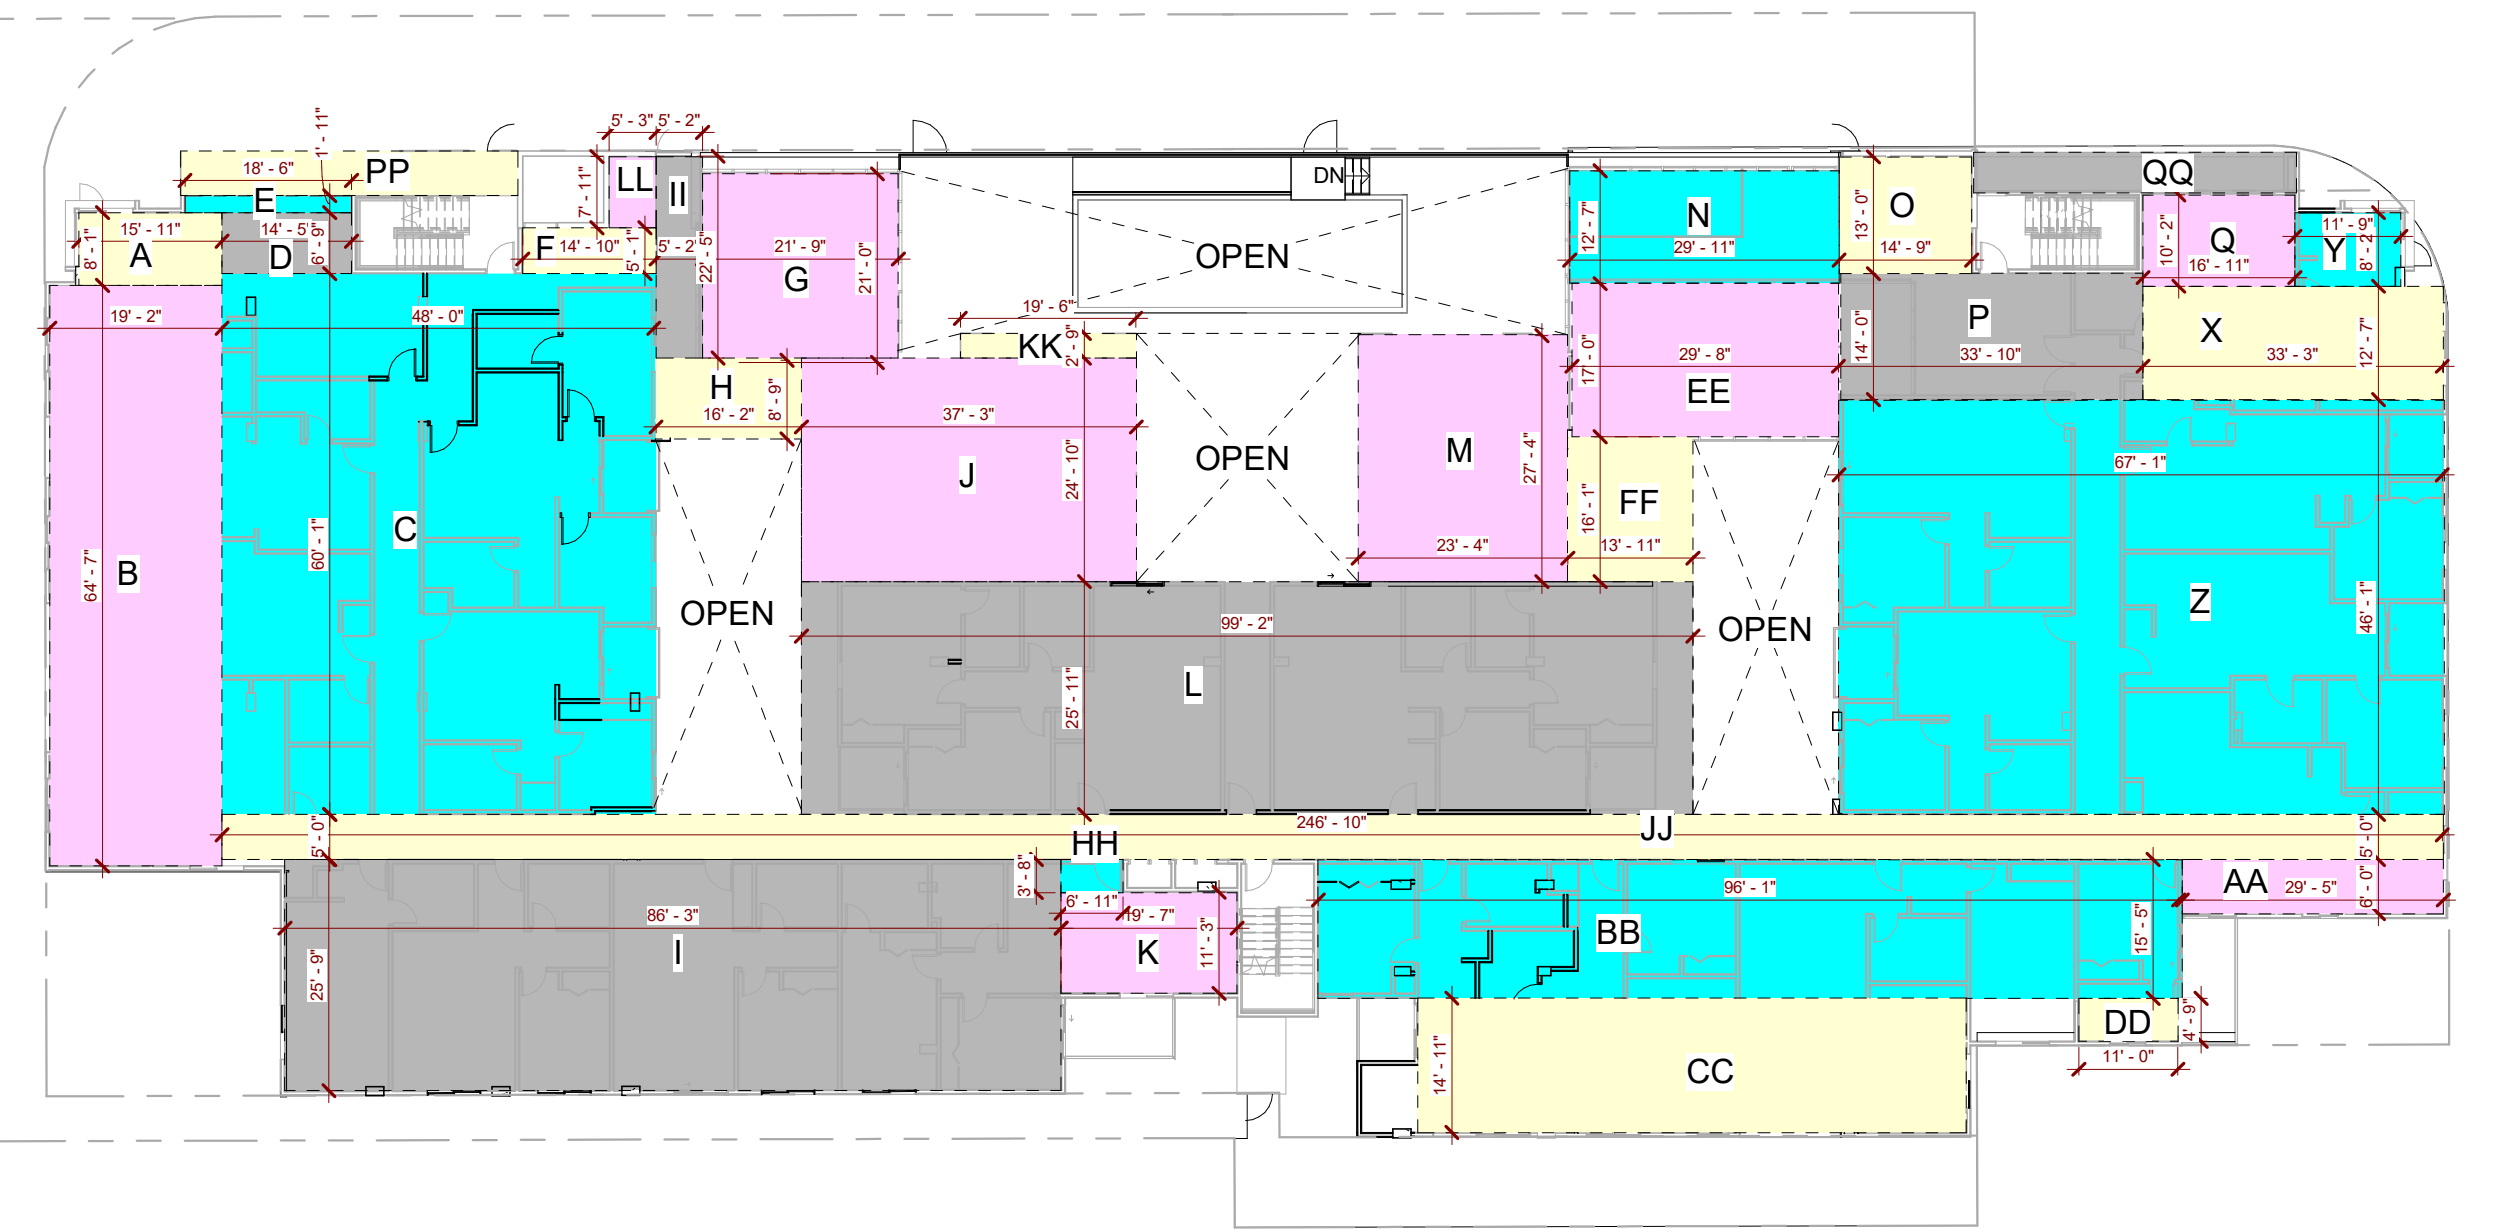 5' - 3" 5' - 2"
1' - 11"
18' - 6" PP
7' - 11"
LL
II
DN
QQ
E
15' - 11"
14' - 5"
6' - 9"
8' - 1"
A
D
F 14' - 10"
5' - 1"
5' - 2"
22' - 5"
21' - 9"
21' - 0"
G
OPEN
12' - 7"
N
29' - 11"
13' - 0"
O
14' - 9"
10' - 2"
Q
16' - 11"
11' - 9"
Y
8' - 2"
19' - 2"
48' - 0"
19' - 6"
KK
2' - 9"
17' - 0"
29' - 8"
EE
14' - 0"
P
33' - 10"
X
33' - 3"
12' - 7"
H
16' - 2"
8' - 9"
37' - 3"
J
24' - 10"
OPEN
M
27' - 4"
23' - 4"
FF
16' - 1"
13' - 11"
67' - 1"
64' - 7"
B
60' - 1"
C
OPEN
99' - 2"
L
25' - 11"
OPEN
Z
46' - 1"
5' - 0"
246' - 10"
JJ
5' - 0"
HH
3' - 8"
6' - 11"
19' - 7"
K
11' - 3"
86' - 3"
I
25' - 9"
96' - 1"
BB
15' - 5"
AA
29' - 5"
6' - 0"
14' - 11"
CC
DD
4' - 9"
11' - 0"